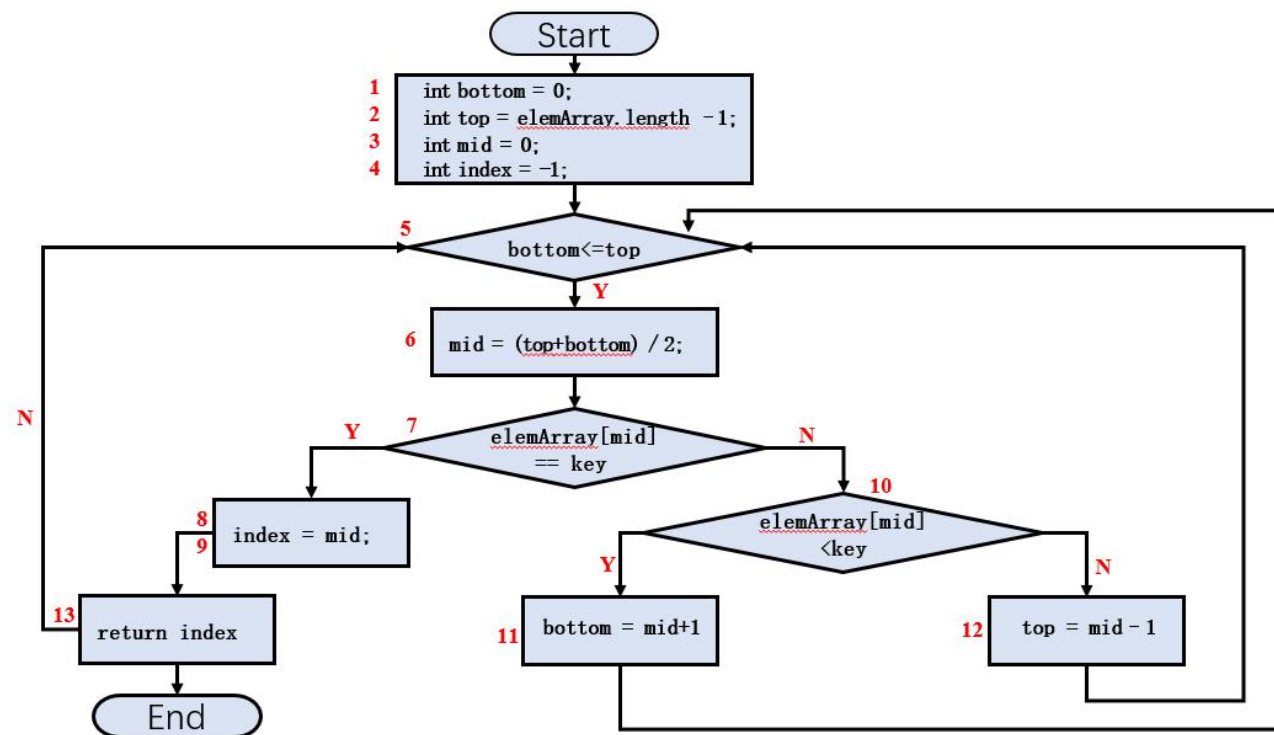 Start
1 int bottom = 0;
2 int top = elemArray.length -1;
3 int mid = 0;
4 int index = -1;
5
bottom<=top
Y
6 mid = (top+bottom) / 2;
N
7
Y
elemArray[mid]
== key
N
10
8
9
index = mid;
elemArray[mid]
<key
Y
N
13
return index
11 bottom = mid+1
12 top = mid-1
End